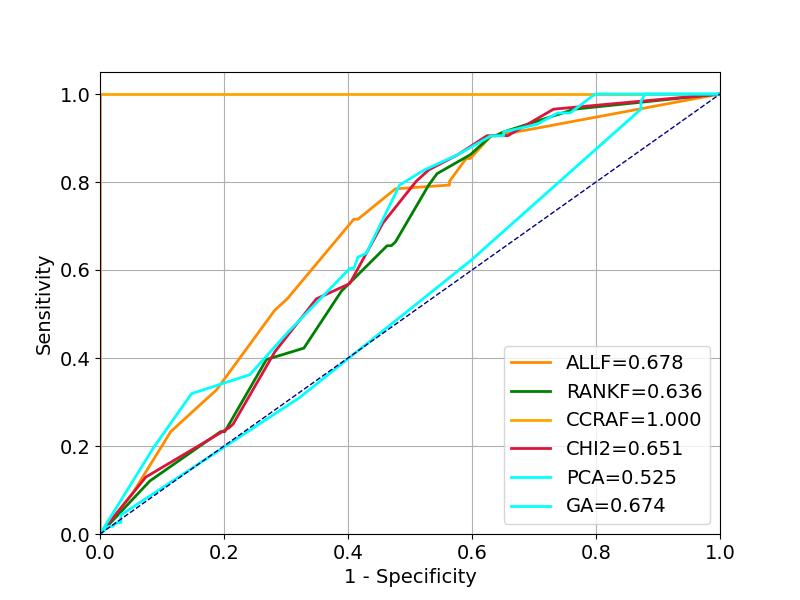 1.0
0.8
0.6
0.4
0.2
0.0
Sensitivity
ALLF=0.678
RANKF=0.636
CCRAF=1.000
CHI2=0.651
PCA=0.525
GA=0.674
0.0 0.2 0.4 0.6 0.8 1.0
1 - Specificity